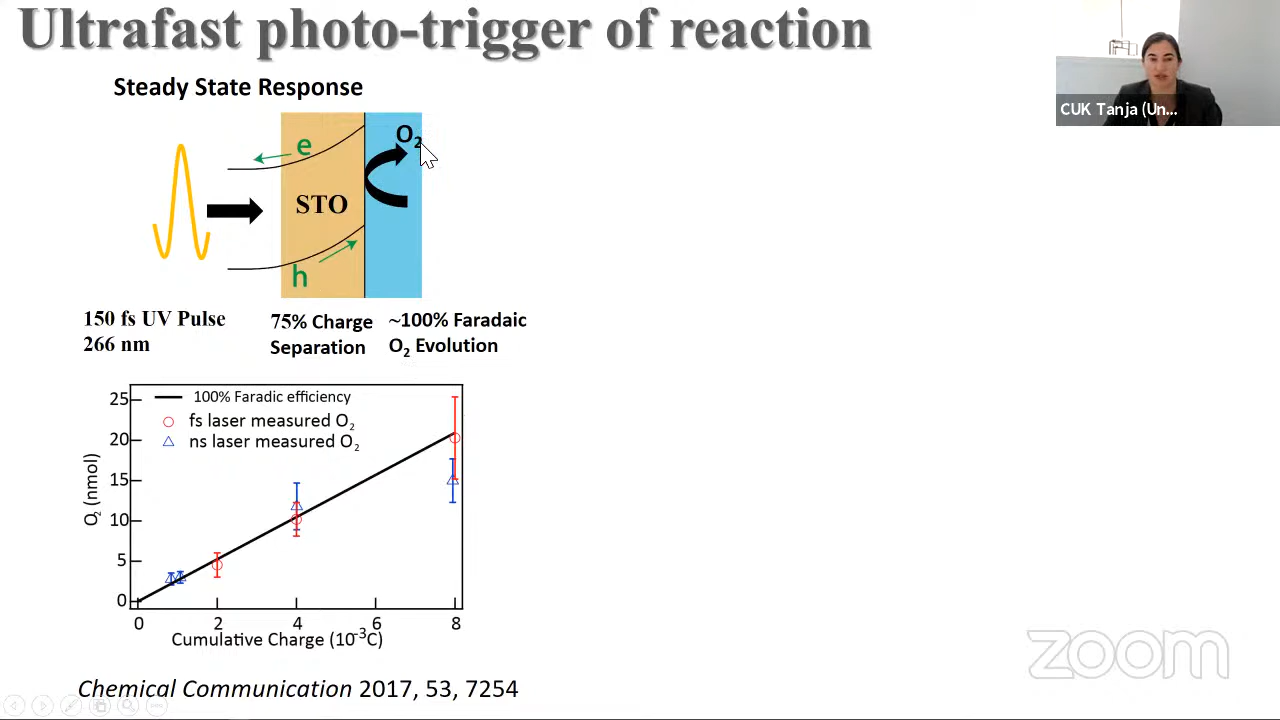 Ultrafast photo-trigger of reaction
CUK Tanja (Un...
Steady State Response
e
O2
STO
h
150 fs UV Pulse
266 nm
75% Charge
Separation
~100% Faradaic
O2 Evolution
100% Faradic efficiency
fs laser measured O2
ns laser measured O2
25
20
15
10
5
0
O2 (nmol)
0 2 4 6 8
Cumulative Charge (10-3C)
Chemical Communication 2017, 53, 7254
zoom